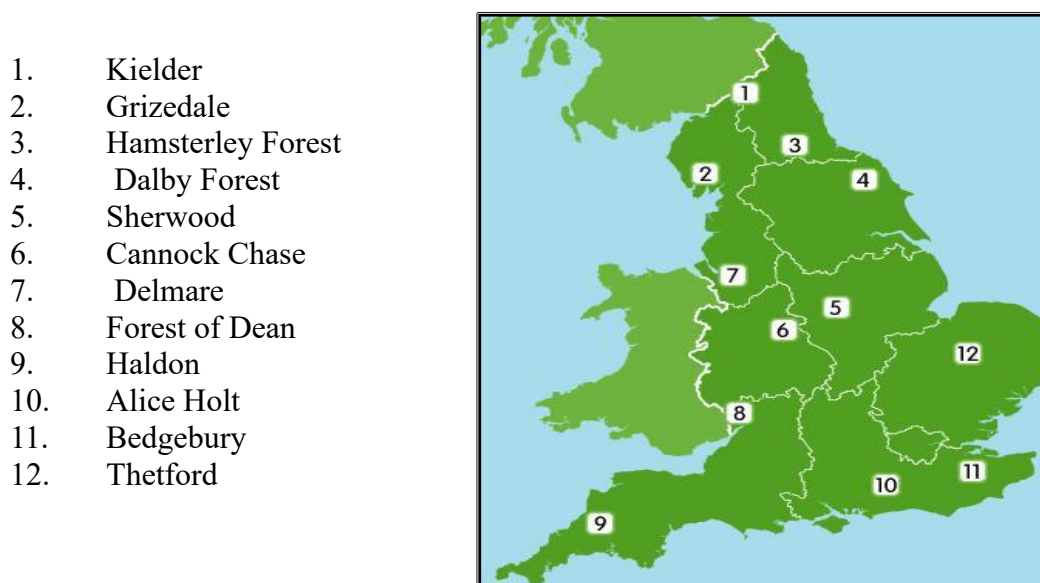 1. Kielder
2. Grizedale
3. Hamsterley Forest
4. Dalby Forest
5. Sherwood
6. Cannock Chase
7. Delmare
8. Forest of Dean
9. Haldon
10. Alice Holt
11. Bedgebury
12. Thetford
1
3
2
4
7
5
6
12
8
11
10
9